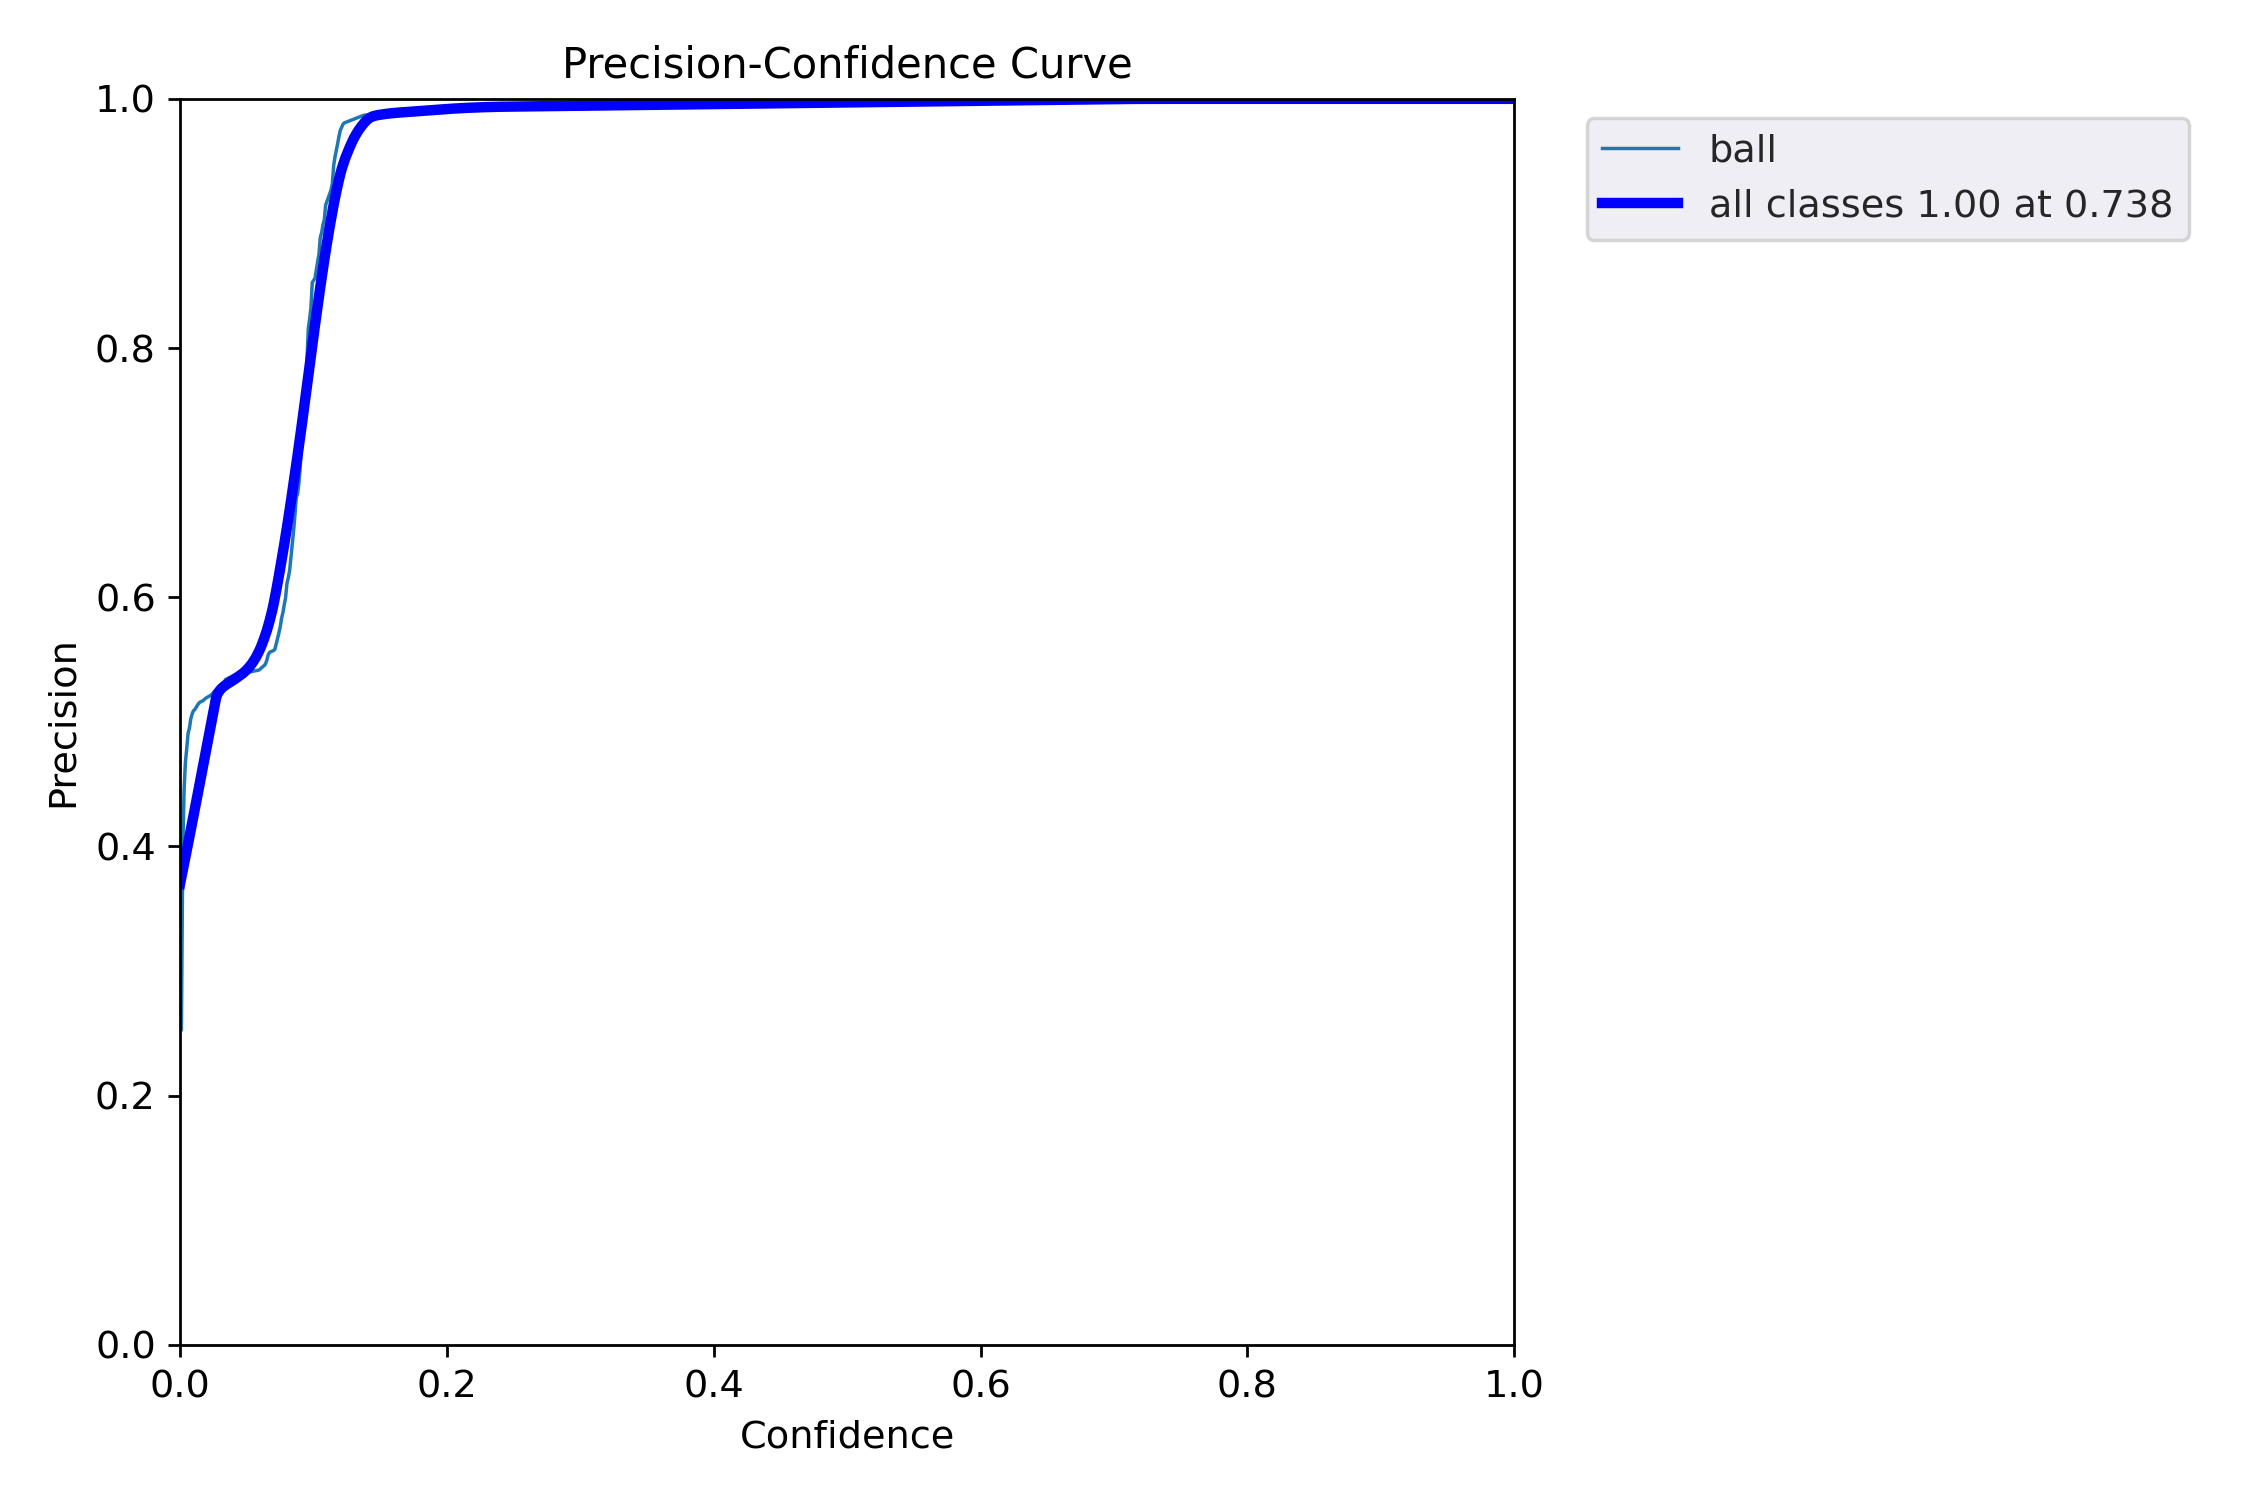 Precision-Confidence Curve
1.0
0.8
0.6
0.4
0.2
0.0
Precision
0.0 0.2 0.4 0.6 0.8 1.0
Confidence
ball
all classes 1.00 at 0.738